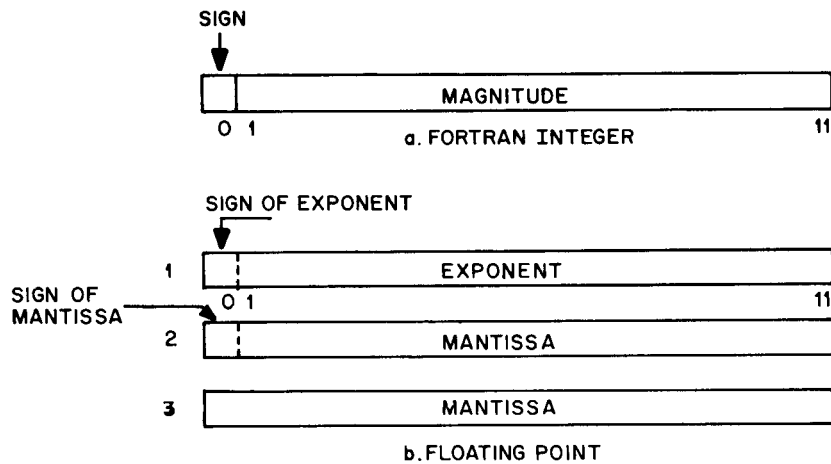 SIGN
MAGNITUDE
0 1 11
a. FORTRAN INTEGER
SIGN OF EXPONENT
1 EXPONENT
0 1 11
SIGN OF
MANTISSA
2 MANTISSA
3 MANTISSA
b. FLOATING POINT